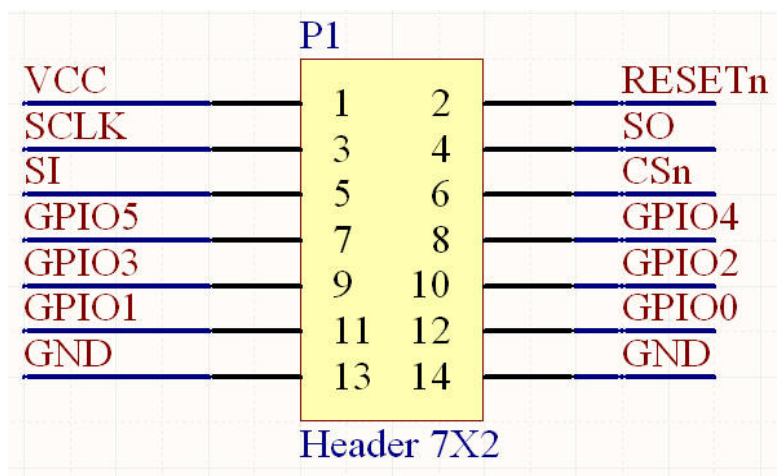 P1
VCC 1 2 RESETn
SCLK 3 4 SO
SI 5 6 CSn
GPIO5 7 8 GPIO4
GPIO3 9 10 GPIO2
GPIO1 11 12 GPIO0
GND 13 14 GND
Header 7X2